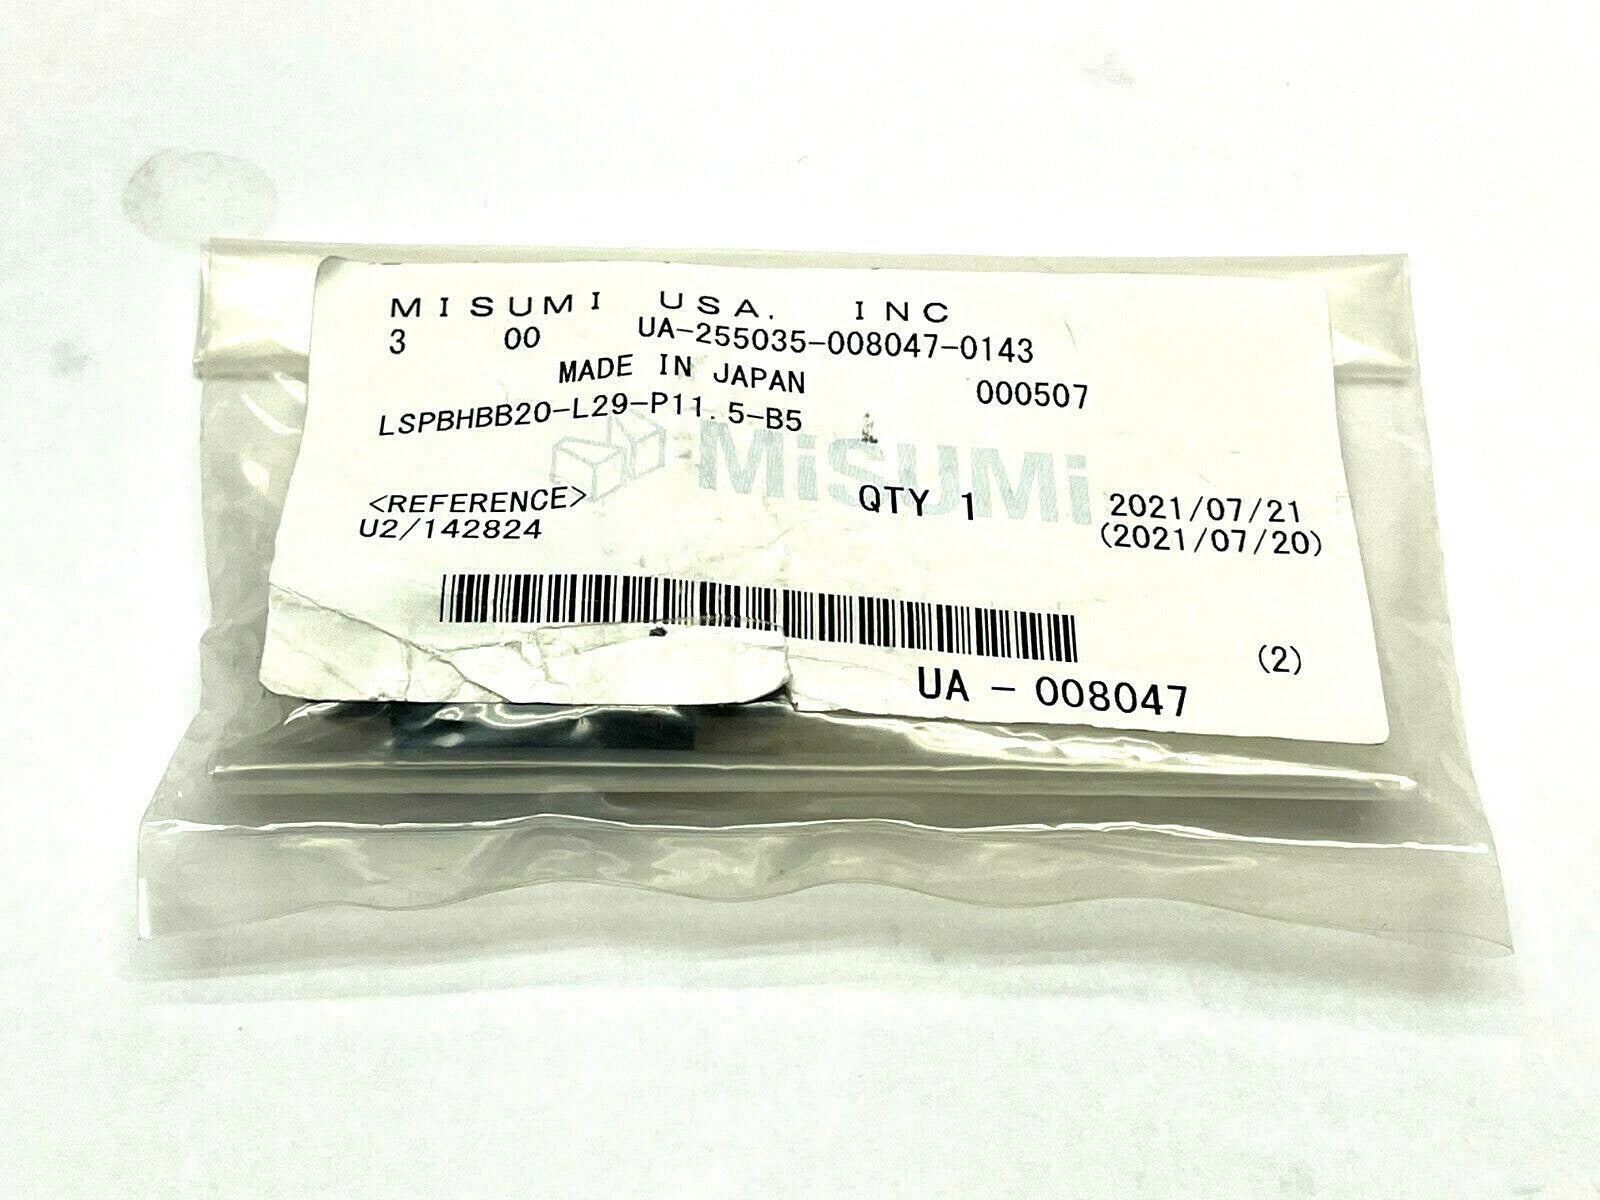 MISUMI USA. INC
3 00 UA-255035-008047-0143
MADE IN JAPAN 000507
LSPBHBB20-L29-P11.5-B5
MiSUMi
<REFERENCE> QTY 1 2021/07/21
U2/142824 (2021/07/20)
(2)
UA - 008047